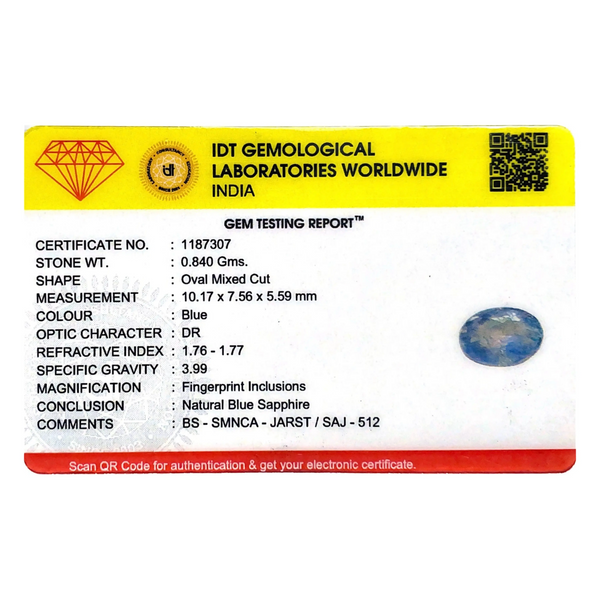 IDT GEMOLOGICAL
LABORATORIES WORLDWIDE
INDIA
GEM TESTING REPORT™
CERTIFICATE NO. : 1187307
STONE WT. : 0.840 Gms.
SHAPE : Oval Mixed Cut
MEASUREMENT : 10.17 x 7.56 x 5.59 mm
COLOUR : Blue
OPTIC CHARACTER : DR
REFRACTIVE INDEX : 1.76 - 1.77
SPECIFIC GRAVITY : 3.99
MAGNIFICATION : Fingerprint Inclusions
CONCLUSION : Natural Blue Sapphire
COMMENTS : BS - SMNCA - JARST / SAJ - 512
Scan QR Code for authentication & get your electronic certificate.